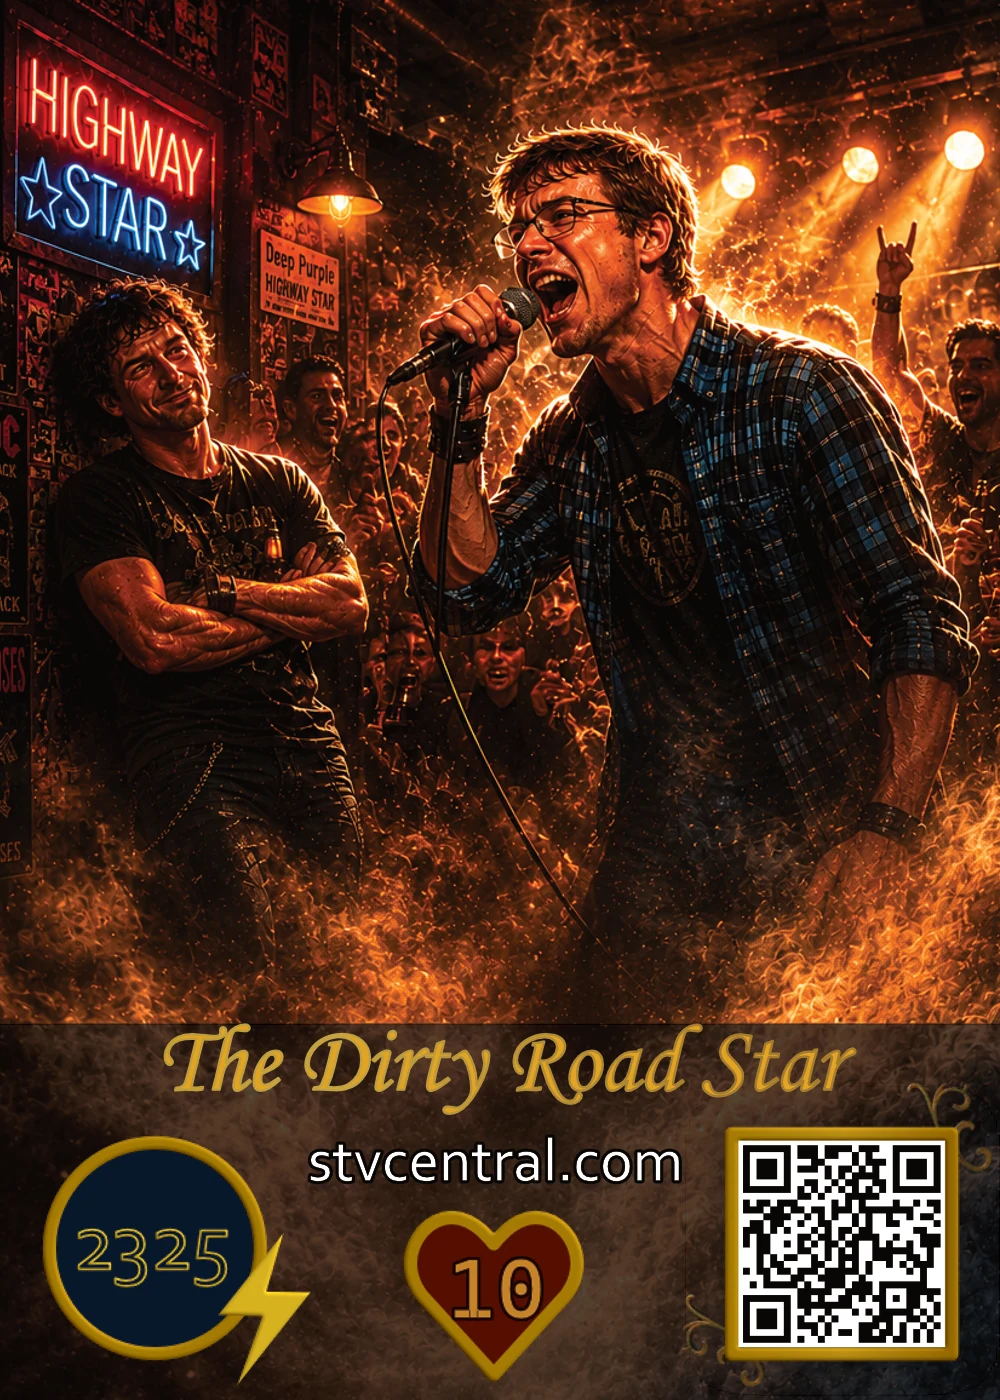 HIGHWAY
STAR
Deep Purple
HIGHWAY STAR
The Dirty Road Star
stvcentral.com
2325
10